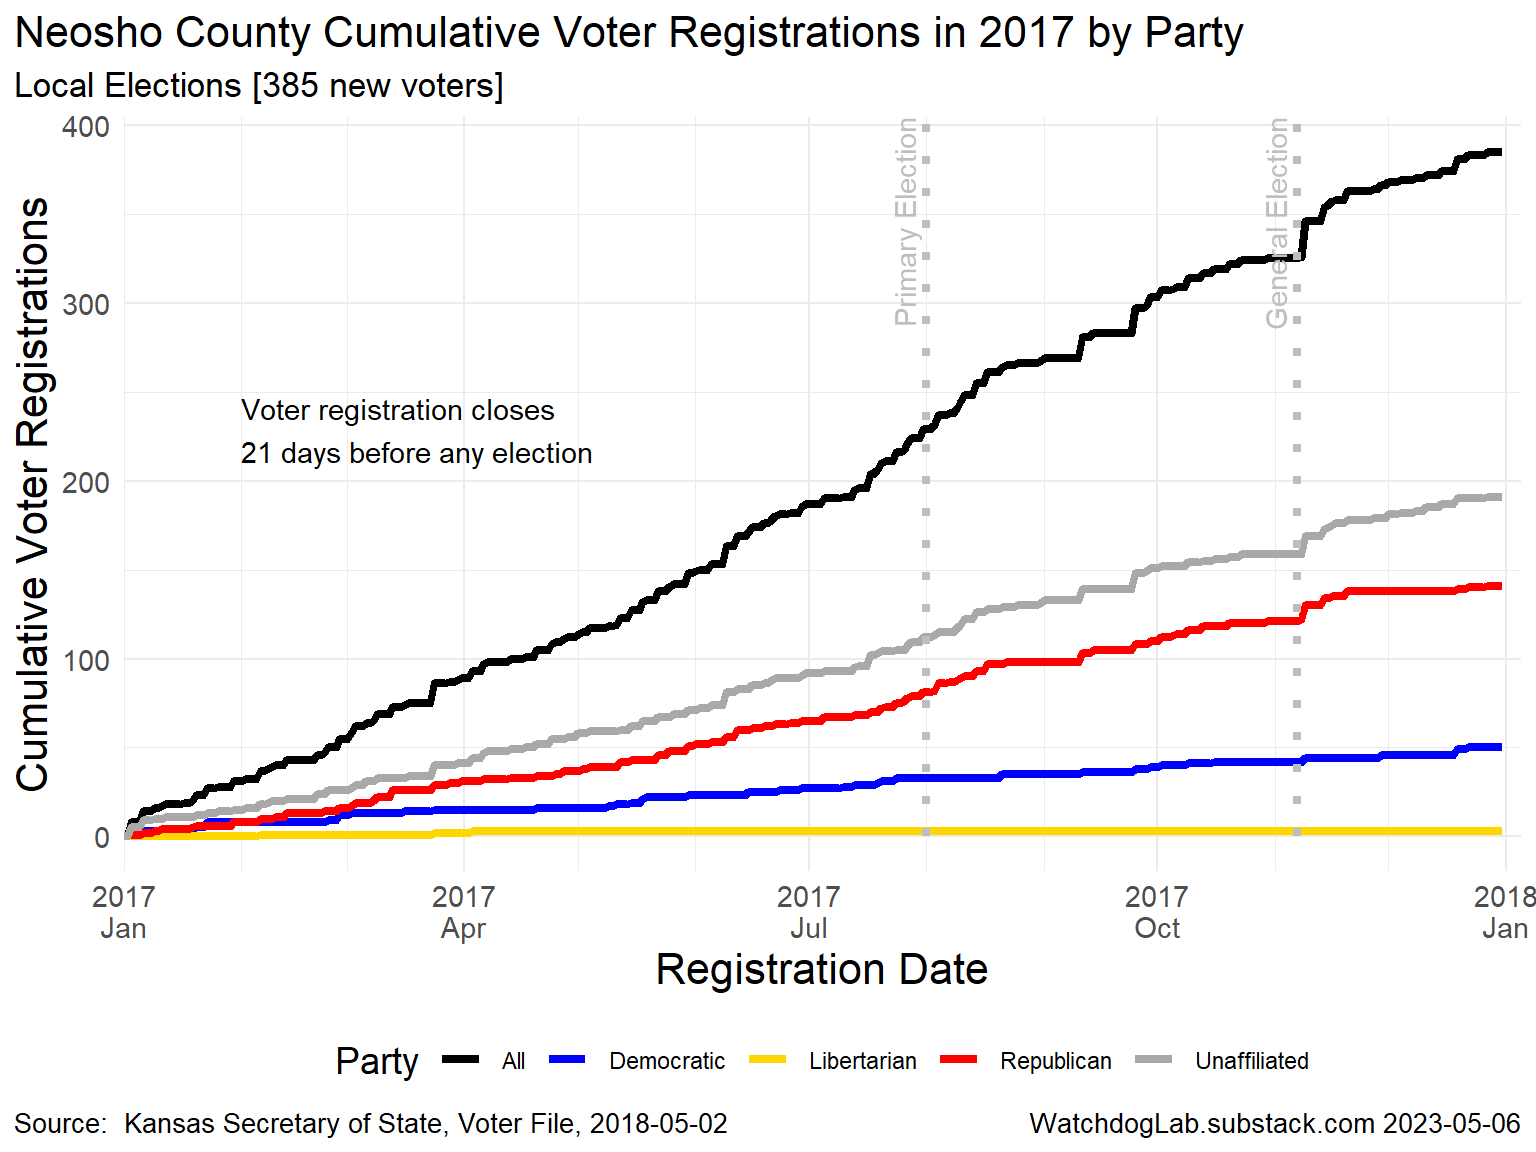 Neosho County Cumulative Voter Registrations in 2017 by Party
Local Elections [385 new voters]
Cumulative Voter Registrations
400
300
200
100
0
Primary Election
General Election
Voter registration closes
21 days before any election
2017
Jan
2017
Apr
2017
Jul
2017
Oct
2018
Jan
Registration Date
Party All Democratic Libertarian Republican Unaffiliated
Source: Kansas Secretary of State, Voter File, 2018-05-02
WatchdogLab.substack.com 2023-05-06